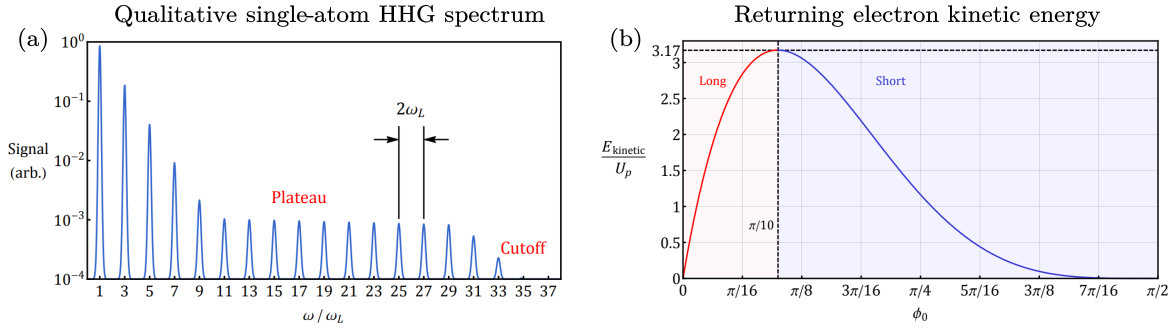 Qualitative single-atom HHG spectrum
(a)
10⁰
10⁻¹
10⁻²
10⁻³
10⁻⁴
Signal
(arb.)
2ω_L
Plateau
Cutoff
1 3 5 7 9 11 13 15 17 19 21 23 25 27 29 31 33 35 37
ω / ω_L
Returning electron kinetic energy
(b)
3.17
3
2.5
2
1.5
1
0.5
0
E_kinetic
U_p
Long
Short
π/10
0 π/16 π/8 3π/16 π/4 5π/16 3π/8 7π/16 π/2
ϕ₀